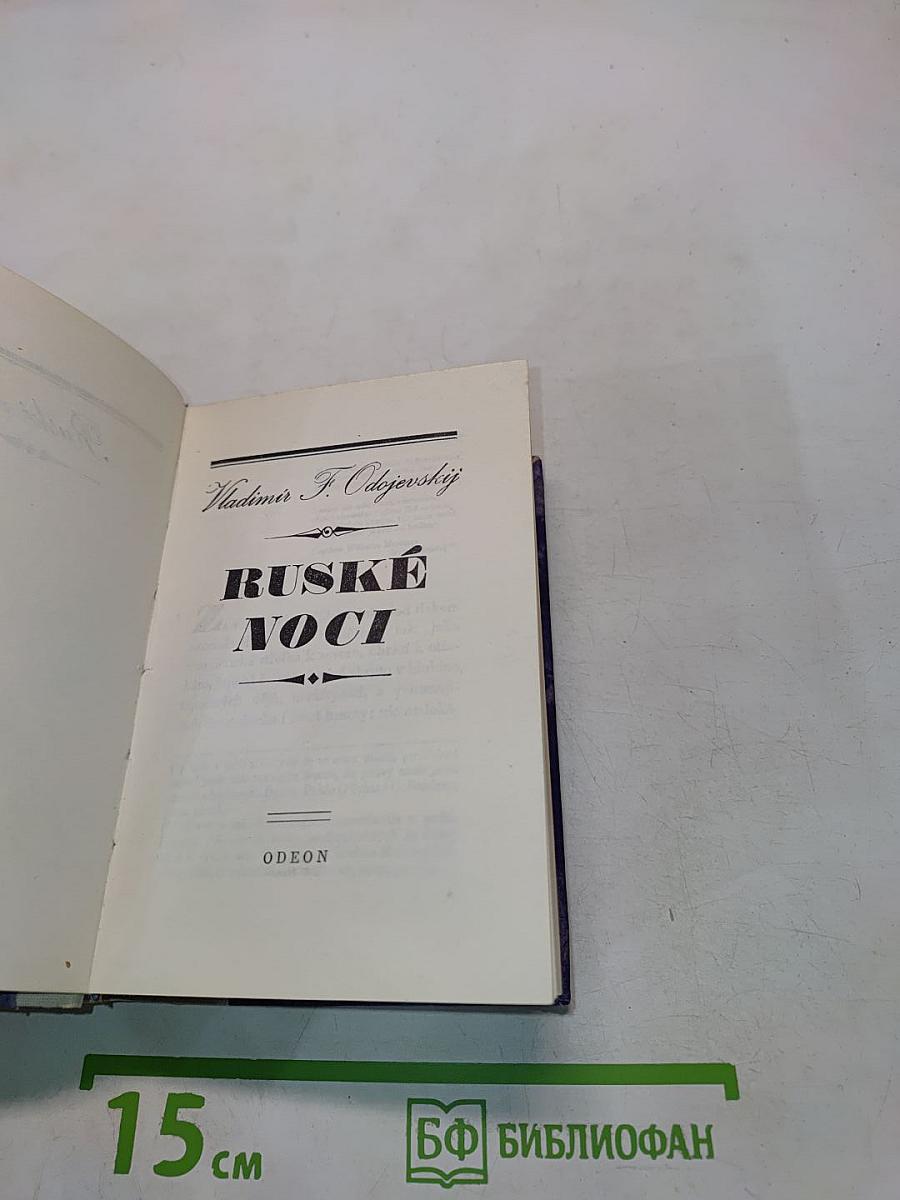 Vladimír F. Odojevskij
RUSKÉ
NOCI
ODEON
15 см
БФ БИБЛИОФАН